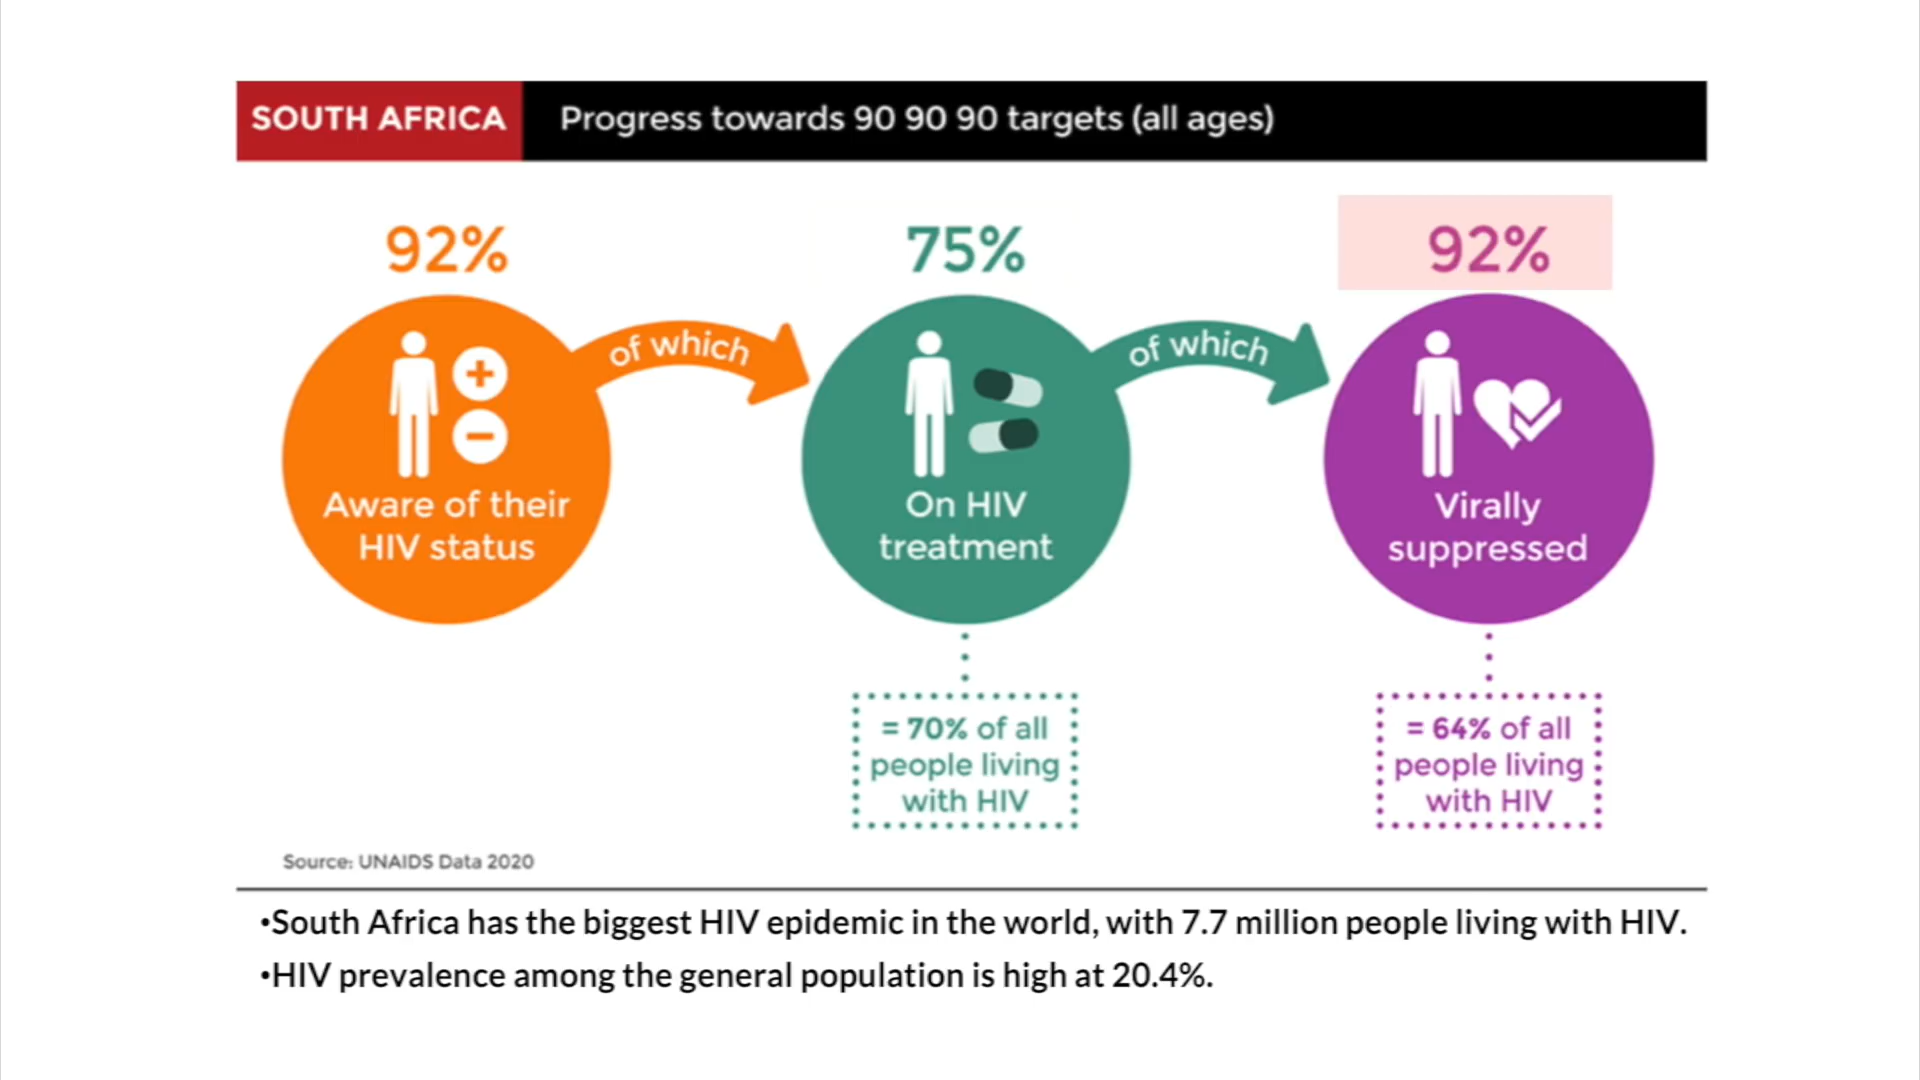 SOUTH AFRICA Progress towards 90 90 90 targets (all ages)
92%
of which
Aware of their
HIV status
75%
of which
On HIV
treatment
= 70% of all
people living
with HIV
92%
Virally
suppressed
= 64% of all
people living
with HIV
Source: UNAIDS Data 2020
•South Africa has the biggest HIV epidemic in the world, with 7.7 million people living with HIV.
•HIV prevalence among the general population is high at 20.4%.